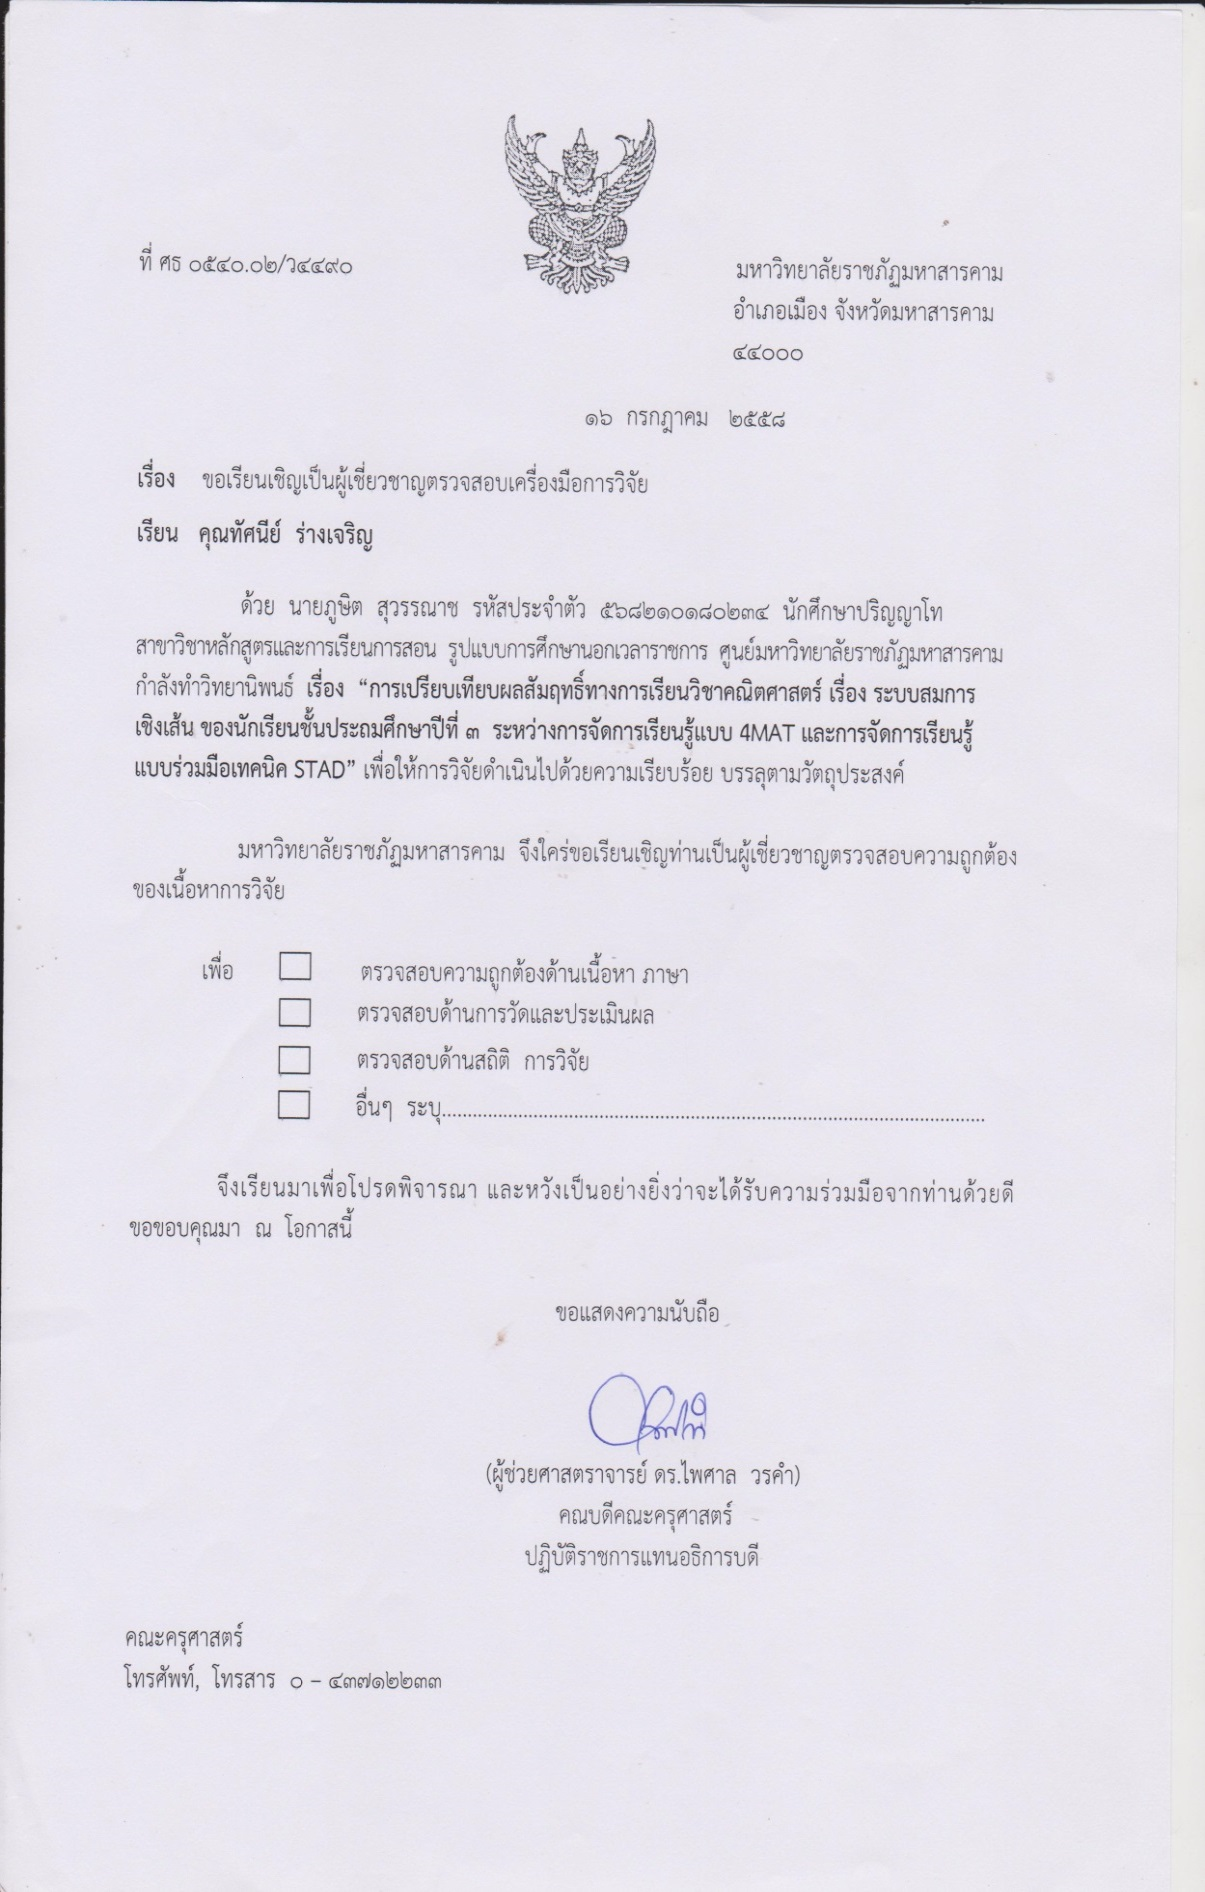 ที่ ศธ ๐๕๔๐.๐๒/ว๔๔๙๐
มหาวิทยาลัยราชภัฏมหาสารคาม
อำเภอเมือง จังหวัดมหาสารคาม
๔๔๐๐๐
๑๖ กรกฎาคม ๒๕๕๘
เรื่อง ขอเรียนเชิญเป็นผู้เชี่ยวชาญตรวจสอบเครื่องมือการวิจัย
เรียน คุณทัศนีย์ ร่างเจริญ
ด้วย นายภูษิต สุวรรณาช รหัสประจำตัว ๕๖๘๒๑๐๑๘๐๒๓๔ นักศึกษาปริญญาโท
สาขาวิชาหลักสูตรและการเรียนการสอน รูปแบบการศึกษานอกเวลาราชการ ศูนย์มหาวิทยาลัยราชภัฏมหาสารคาม
กำลังทำวิทยานิพนธ์ เรื่อง “การเปรียบเทียบผลสัมฤทธิ์ทางการเรียนวิชาคณิตศาสตร์ เรื่อง ระบบสมการ
เชิงเส้น ของนักเรียนชั้นประถมศึกษาปีที่ ๓ ระหว่างการจัดการเรียนรู้แบบ 4MAT และการจัดการเรียนรู้
แบบร่วมมือเทคนิค STAD” เพื่อให้การวิจัยดำเนินไปด้วยความเรียบร้อย บรรลุตามวัตถุประสงค์
มหาวิทยาลัยราชภัฏมหาสารคาม จึงใคร่ขอเรียนเชิญท่านเป็นผู้เชี่ยวชาญตรวจสอบความถูกต้อง
ของเนื้อหาการวิจัย
เพื่อ ตรวจสอบความถูกต้องด้านเนื้อหา ภาษา
ตรวจสอบด้านการวัดและประเมินผล
ตรวจสอบด้านสถิติ การวิจัย
อื่นๆ ระบุ..........................................................................................................
จึงเรียนมาเพื่อโปรดพิจารณา และหวังเป็นอย่างยิ่งว่าจะได้รับความร่วมมือจากท่านด้วยดี
ขอขอบคุณมา ณ โอกาสนี้
ขอแสดงความนับถือ
(ผู้ช่วยศาสตราจารย์ ดร.ไพศาล วรคำ)
คณบดีคณะครุศาสตร์
ปฏิบัติราชการแทนอธิการบดี
คณะครุศาสตร์
โทรศัพท์, โทรสาร ๐ – ๔๓๗๑๒๒๓๓